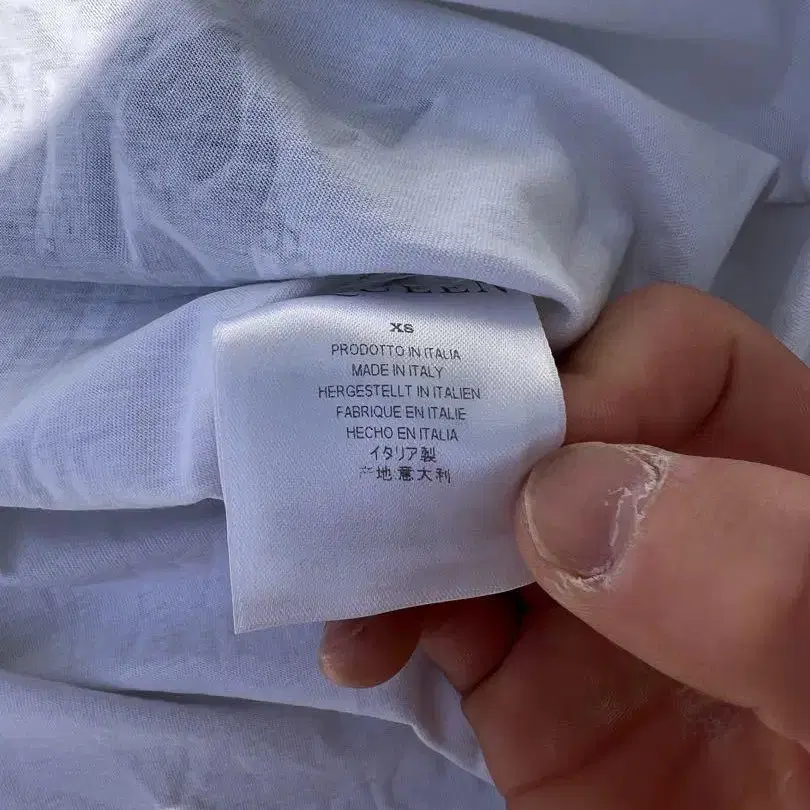 QUEEN
XS
PRODOTTO IN ITALIA
MADE IN ITALY
HERGESTELLT IN ITALIEN
FABRIQUE EN ITALIE
HECHO EN ITALIA
イタリア製
产地意大利